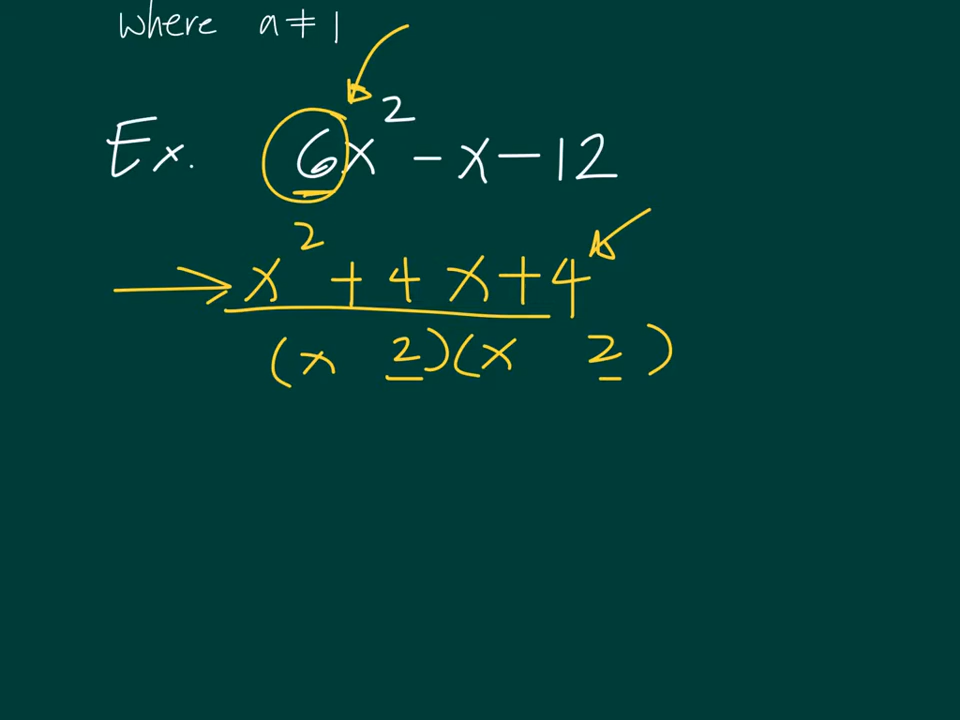 where a ≠ 1
Ex. 6x² - x - 12
x² + 4x + 4
(x 2)(x 2)